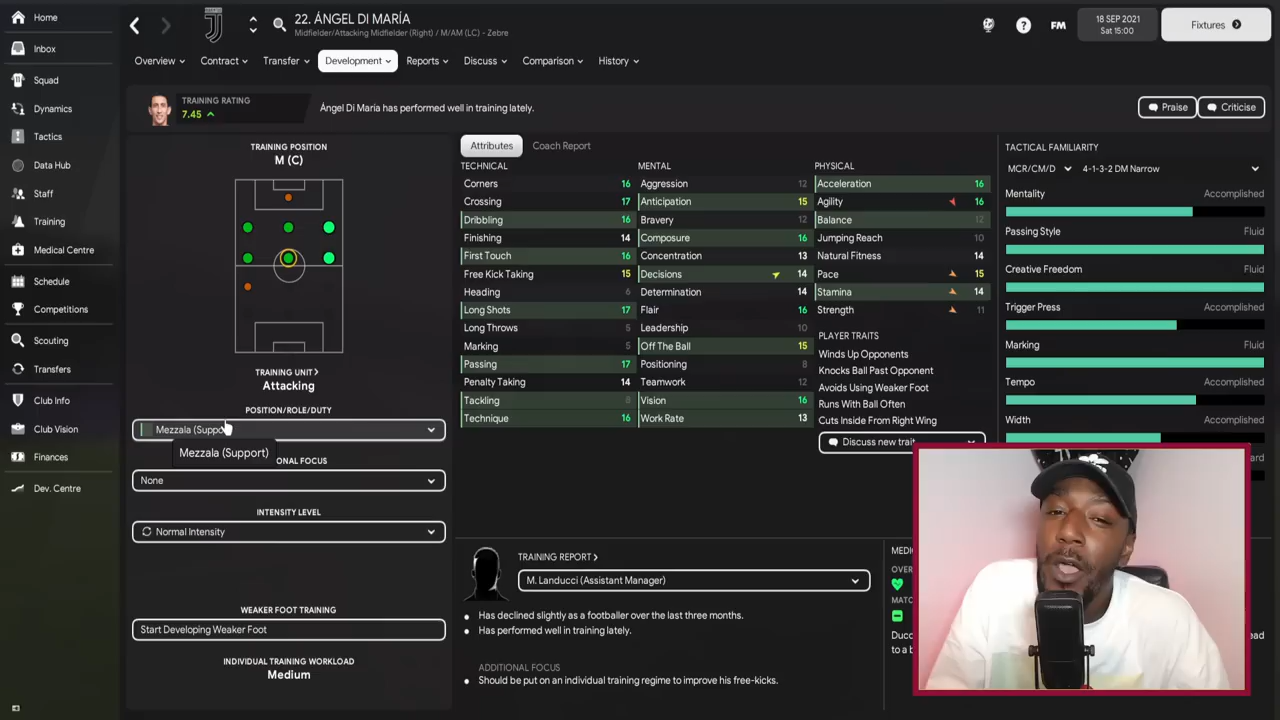 Home
Inbox
Squad
Dynamics
Tactics
Data Hub
Staff
Training
Medical Centre
Schedule
Competitions
Scouting
Transfers
Club Info
Club Vision
Finances
Dev. Centre
22. ÁNGEL DI MARÍA
Midfielder/Attacking Midfielder (Right) / M/AM (LC) - Zebre
FM
18 SEP 2021
Sat 15:00
Fixtures
Overview
Contract
Transfer
Development
Reports
Discuss
Comparison
History
TRAINING RATING
7.45
Ángel Di María has performed well in training lately.
Praise
Criticise
TRAINING POSITION
M (C)
TRAINING UNIT >
Attacking
POSITION/ROLE/DUTY
Mezzala (Suppo
Mezzala (Support)
ONAL FOCUS
None
INTENSITY LEVEL
Normal Intensity
WEAKER FOOT TRAINING
Start Developing Weaker Foot
INDIVIDUAL TRAINING WORKLOAD
Medium
Attributes
Coach Report
TECHNICAL
Corners 16
Crossing 17
Dribbling 16
Finishing 14
First Touch 16
Free Kick Taking 15
Heading 6
Long Shots 17
Long Throws 5
Marking 5
Passing 17
Penalty Taking 14
Tackling
Technique 16
MENTAL
Aggression 12
Anticipation 15
Bravery 12
Composure 16
Concentration 13
Decisions 14
Determination 14
Flair 16
Leadership 10
Off The Ball 15
Positioning 8
Teamwork 12
Vision 16
Work Rate 13
PHYSICAL
Acceleration 16
Agility 16
Balance 12
Jumping Reach 10
Natural Fitness 14
Pace 15
Stamina 14
Strength 11
PLAYER TRAITS
Winds Up Opponents
Knocks Ball Past Opponent
Avoids Using Weaker Foot
Runs With Ball Often
Cuts Inside From Right Wing
Discuss new trait
TACTICAL FAMILIARITY
MCR/CM/D
4-1-3-2 DM Narrow
Mentality Accomplished
Passing Style Fluid
Creative Freedom Fluid
Trigger Press Accomplished
Marking Fluid
Tempo Accomplished
Width Accomplished
TRAINING REPORT >
M. Landucci (Assistant Manager)
Has declined slightly as a footballer over the last three months.
Has performed well in training lately.
ADDITIONAL FOCUS
Should be put on an individual training regime to improve his free-kicks.
MEDI
OVER
MATC
Ducc
to a b